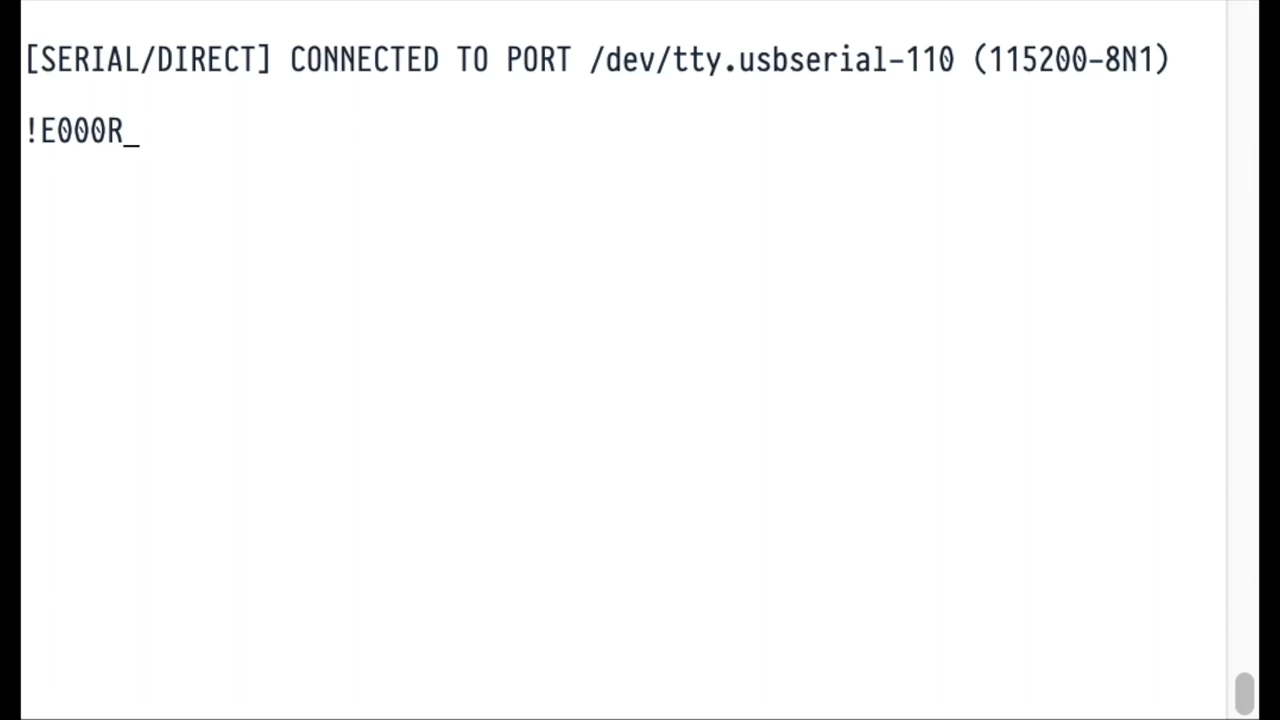 [SERIAL/DIRECT] CONNECTED TO PORT /dev/tty.usbserial-110 (115200-8N1)
!E000R_